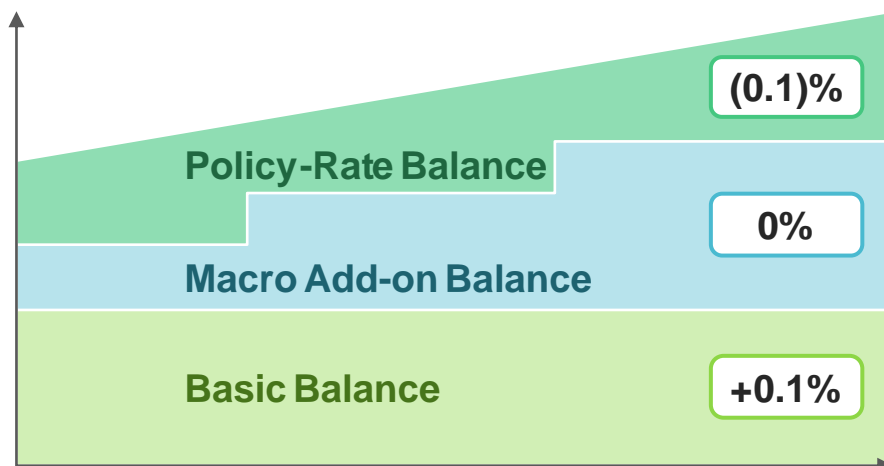 (0.1)%
Policy-Rate Balance
0%
Macro Add-on Balance
Basic Balance
+0.1%